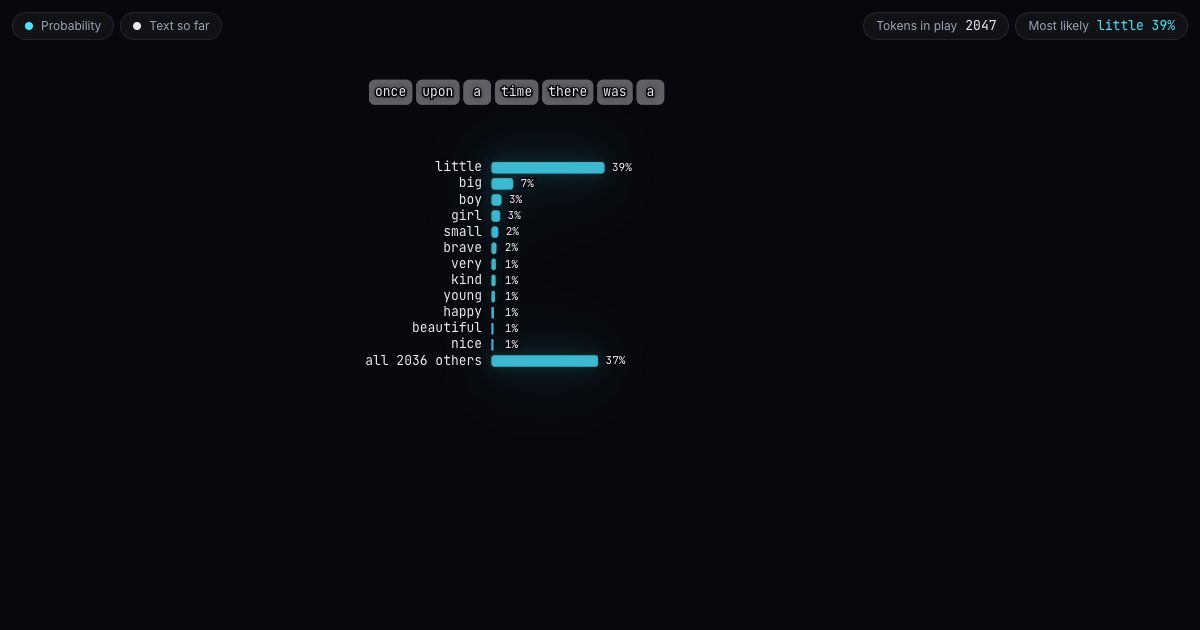 Probability Text so far Tokens in play 2047 Most likely little 39%
once upon a time there was a
little 39%
big 7%
boy 3%
girl 3%
small 2%
brave 2%
very 1%
kind 1%
young 1%
happy 1%
beautiful 1%
nice 1%
all 2036 others 37%